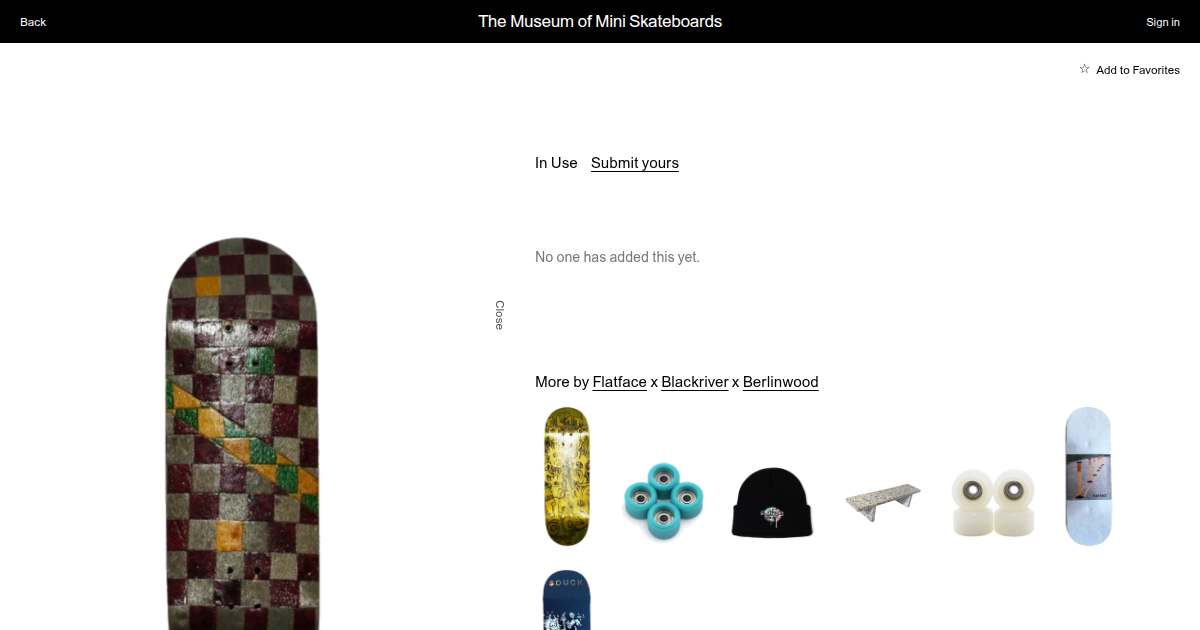 Back
The Museum of Mini Skateboards
Sign in
☆ Add to Favorites
In Use Submit yours
No one has added this yet.
Close
More by Flatface x Blackriver x Berlinwood
DUCK